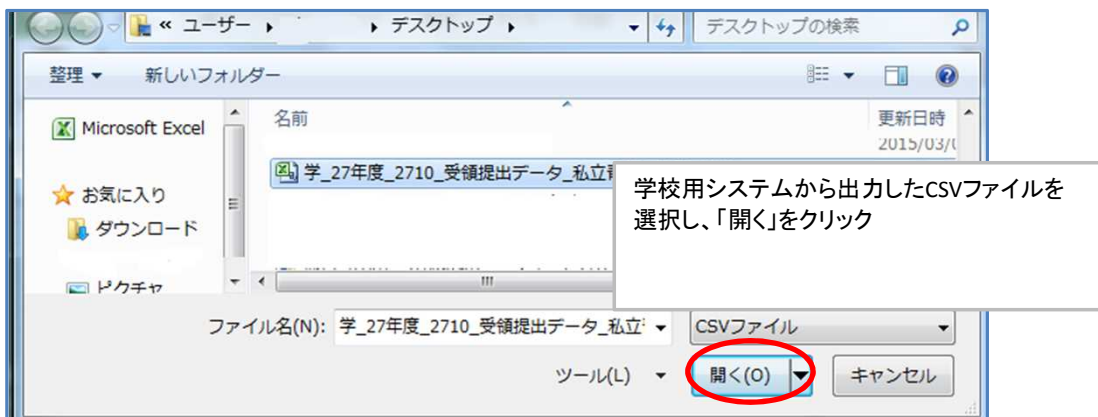 « ユーザー ▸ ▸ デスクトップ ▸ デスクトップの検索
整理 ▼ 新しいフォルダー
Microsoft Excel
お気に入り
ダウンロード
ピクチャ
名前 更新日時
2015/03/
学_27年度_2710_受領提出データ_私立
学校用システムから出力したCSVファイルを
選択し、「開く」をクリック
ファイル名(N): 学_27年度_2710_受領提出データ_私立 CSVファイル
ツール(L) ▼ 開く(O) ▼ キャンセル